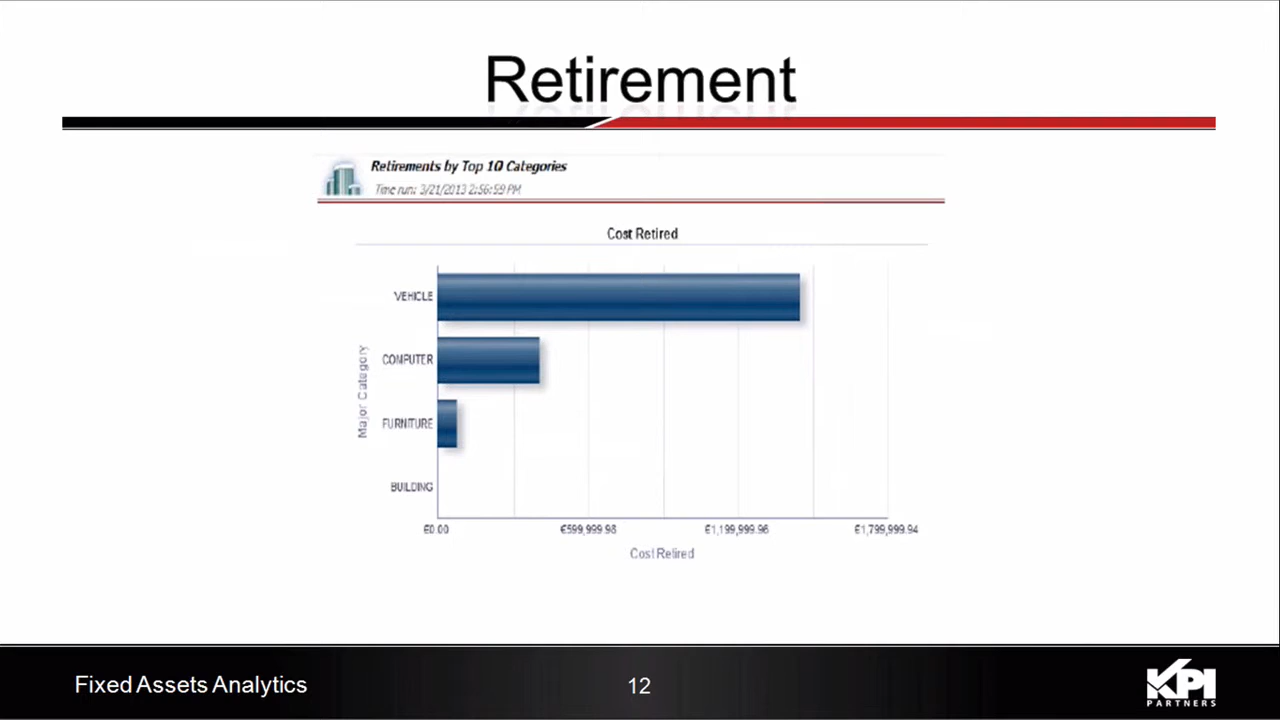 Retirement
Retirements by Top 10 Categories
Time run: 3/21/2013 2:56:59 PM
Cost Retired
Major Category
VEHICLE
COMPUTER
FURNITURE
BUILDING
€0.00 €599,999.98 €1,199,999.96 €1,799,999.94
Cost Retired
Fixed Assets Analytics 12 KPI
PARTNERS